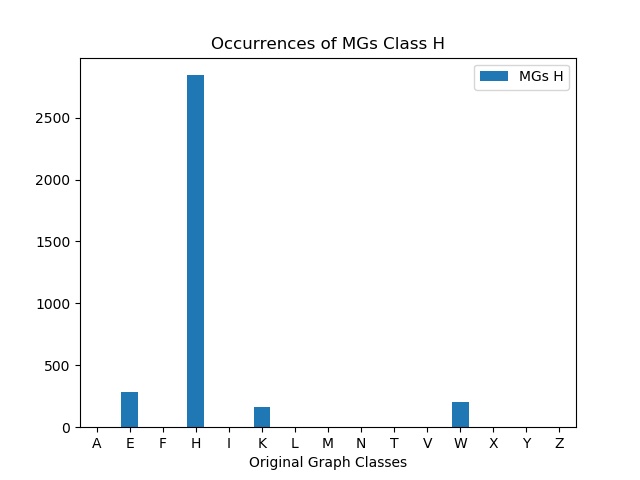 Occurrences of MGs Class H
MGs H
2500
2000
1500
1000
500
0
A E F H I K L M N T V W X Y Z
Original Graph Classes